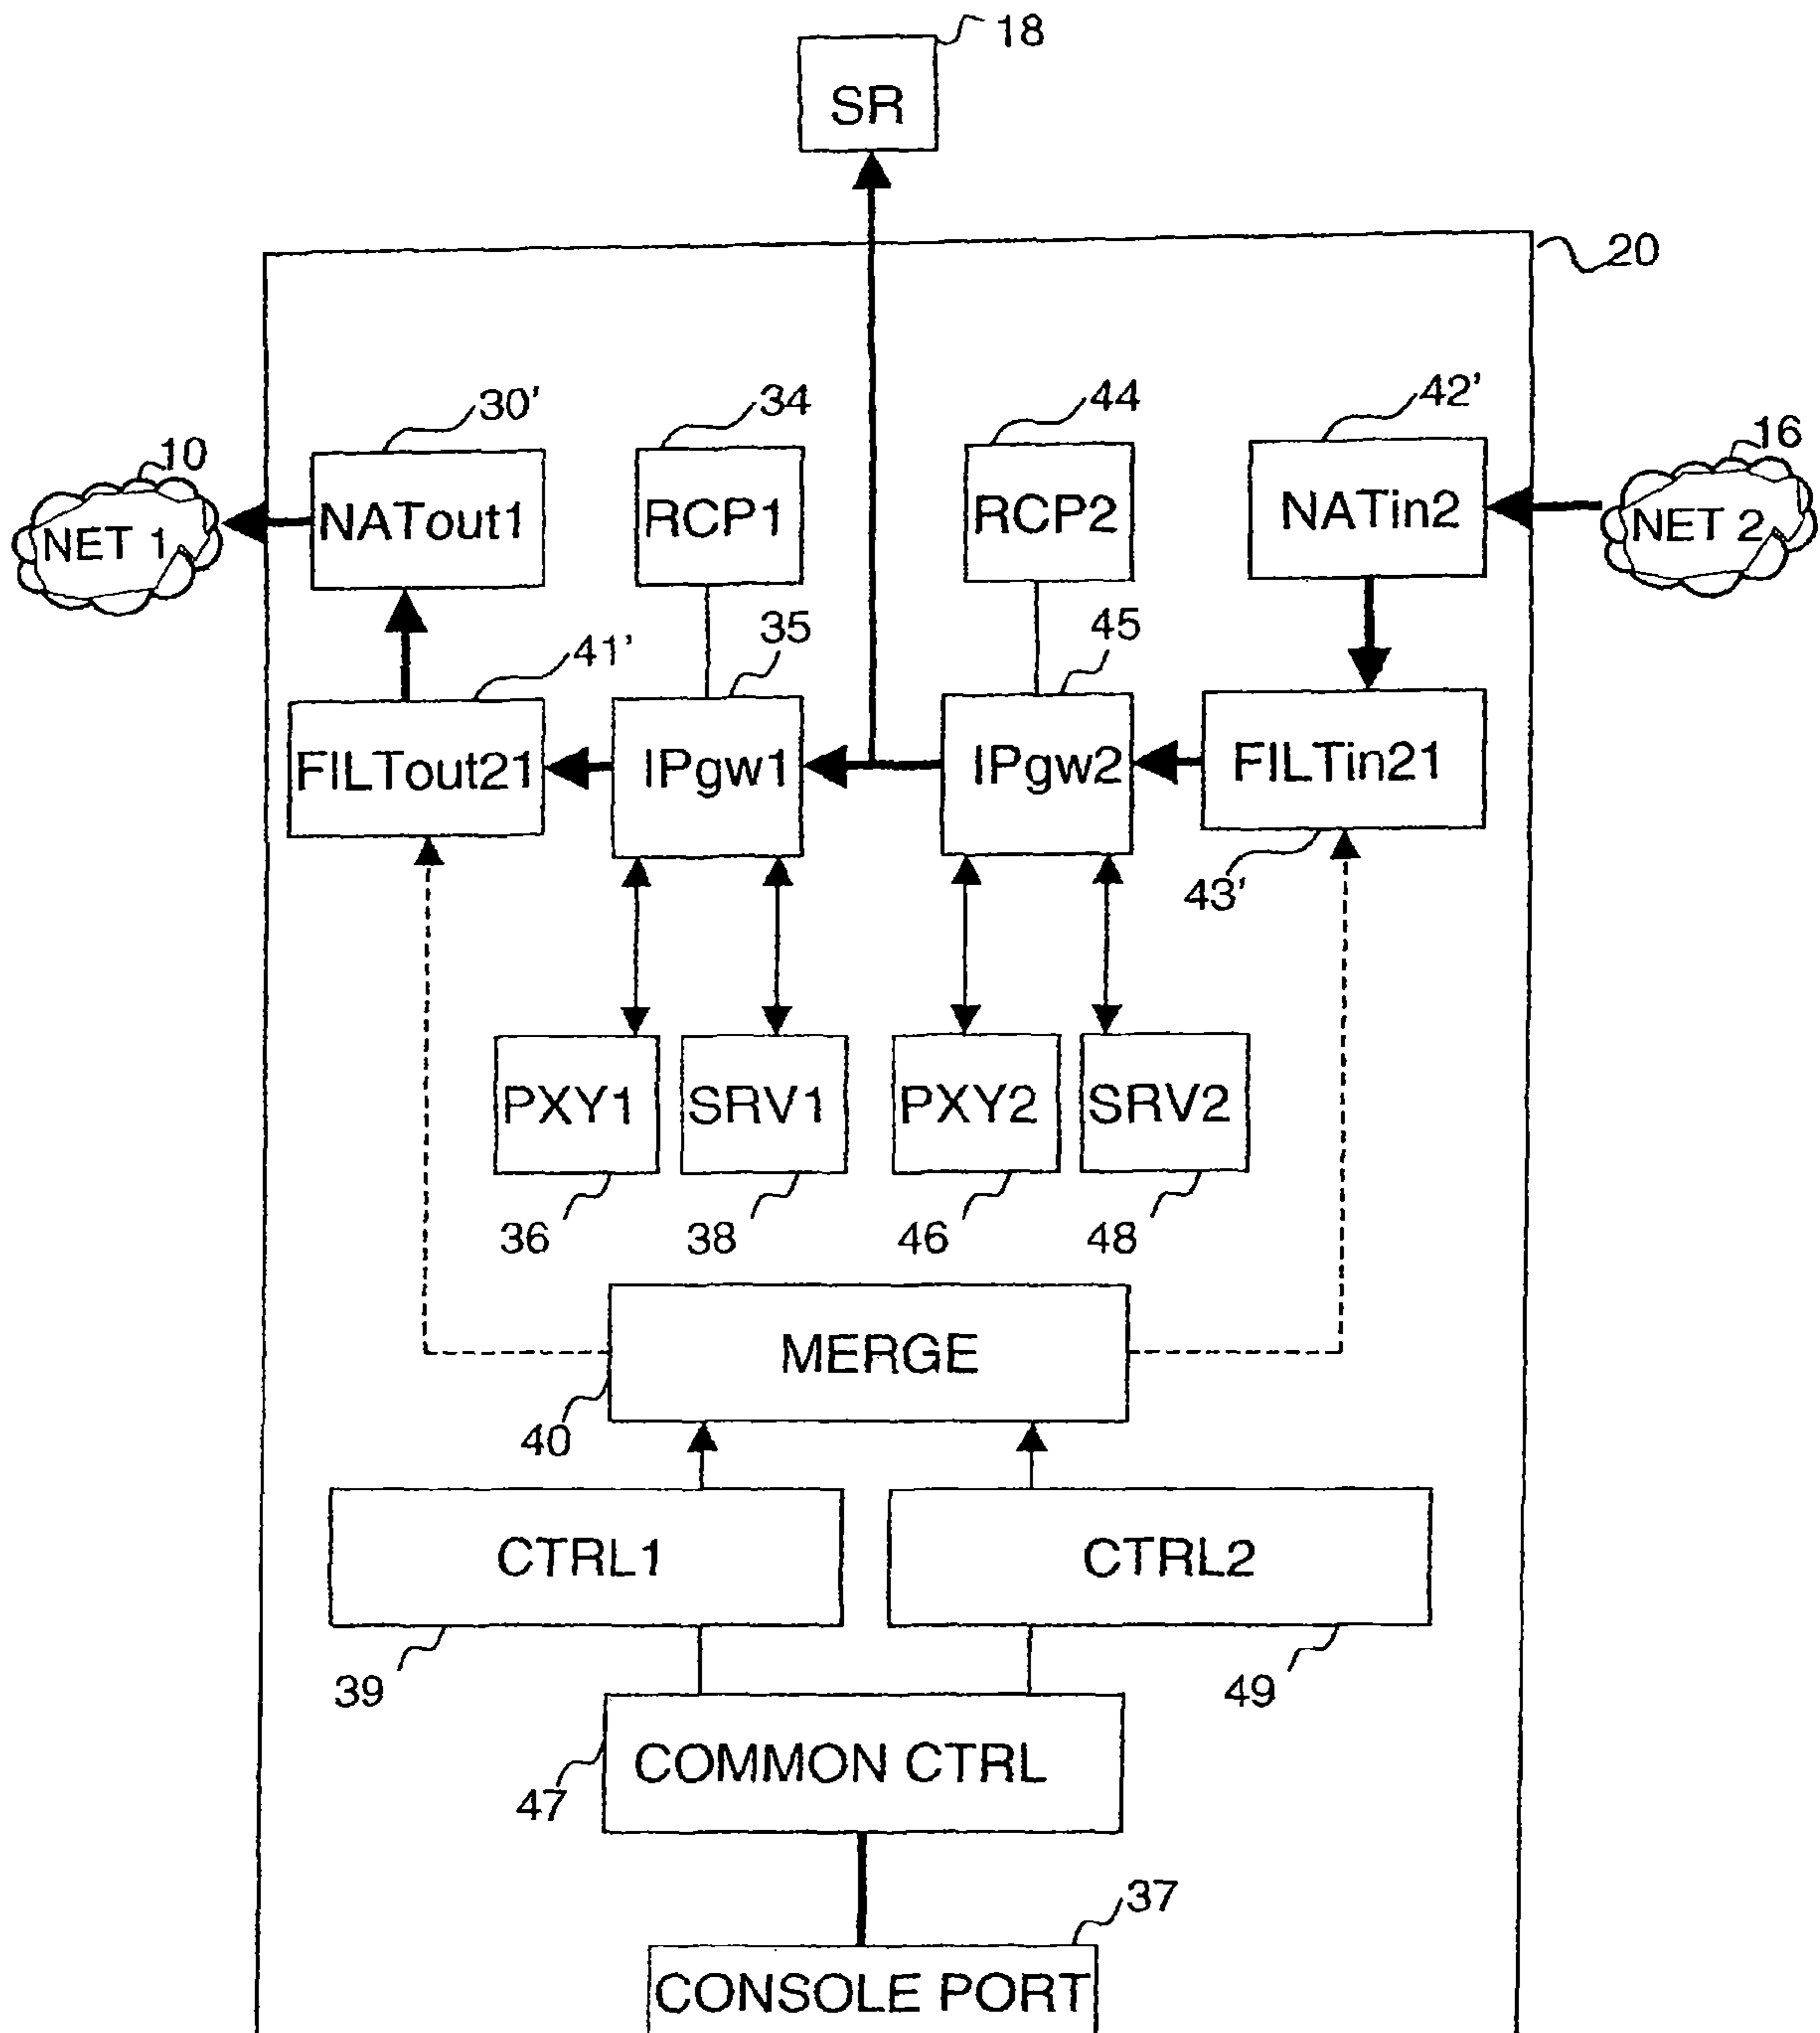 18
SR
20
30'
34
44
42'
10
16
NET 1
NATout1
RCP1
RCP2
NATin2
NET 2
41'
35
45
FILTout21
IPgw1
IPgw2
FILTin21
43'
PXY1
SRV1
PXY2
SRV2
36
38
46
48
MERGE
40
CTRL1
CTRL2
39
49
COMMON CTRL
47
37
CONSOLE PORT